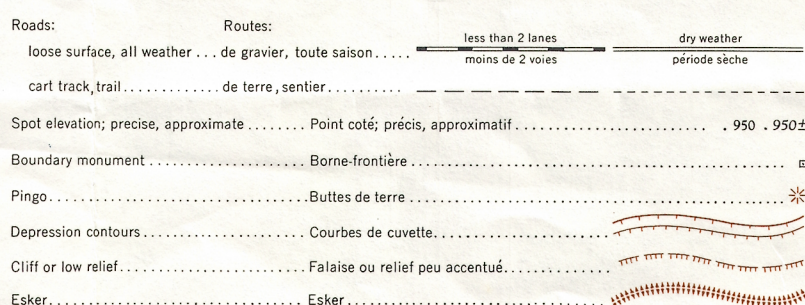 Roads: Routes:
less than 2 lanes dry weather
loose surface, all weather ... de gravier, toute saison.....
moins de 2 voies période sèche
cart track, trail............ de terre, sentier..........
Spot elevation; precise, approximate ........ Point coté; précis, approximatif........................ . 950 . 950±
Boundary monument...................... Borne-frontière............................................
Pingo....................................Buttes de terre............................................
Depression contours....................... Courbes de cuvette.......................
Cliff or low relief......................... Falaise ou relief peu accentué.............
Esker.................................... Esker...................................